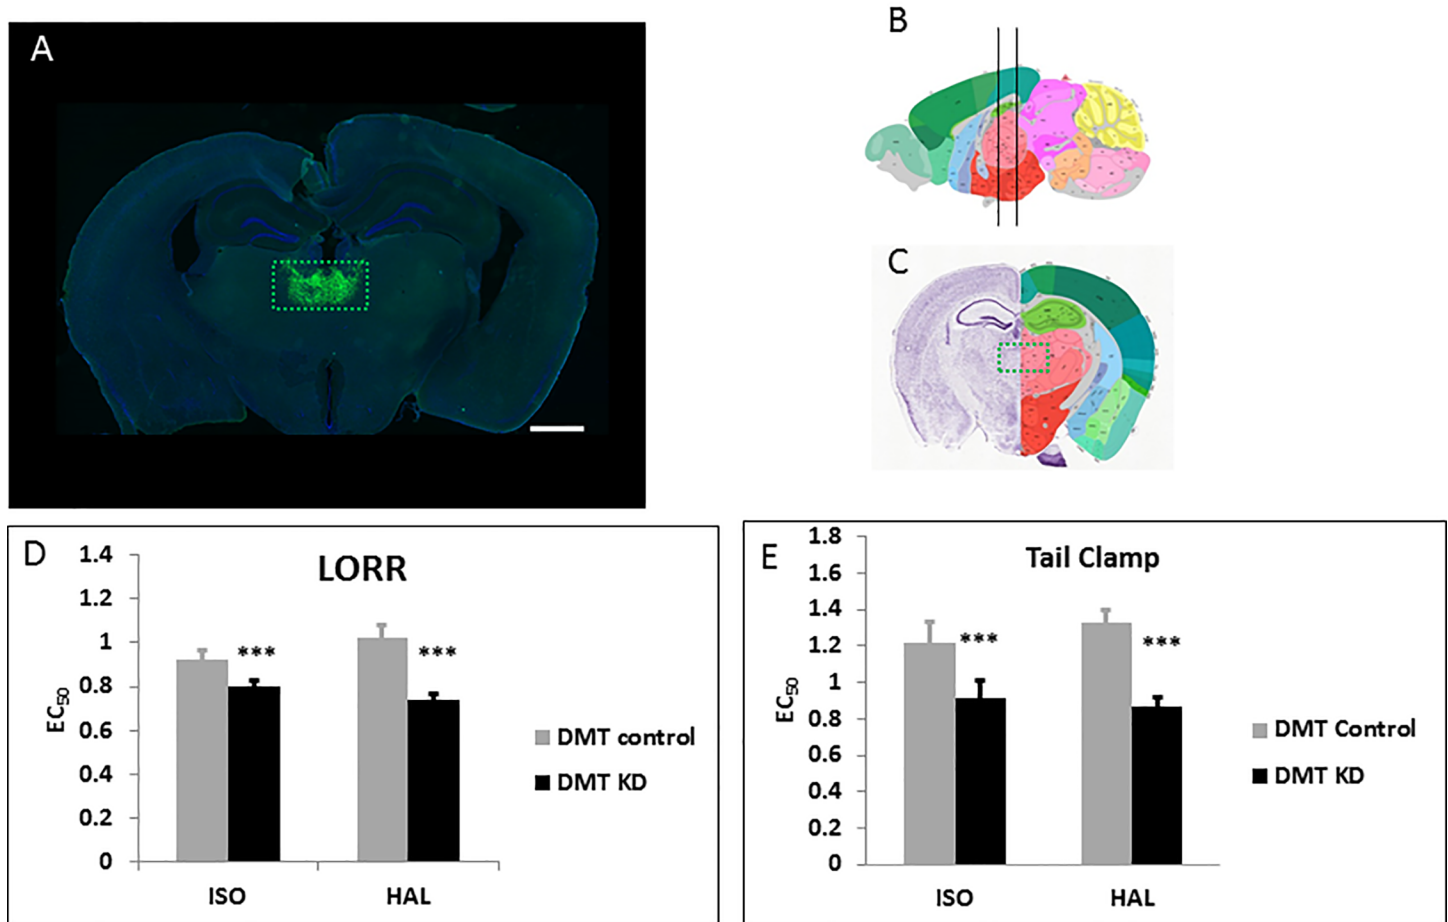 A
B
C
D
LORR
EC50
1.4
1.2
1
0.8
0.6
0.4
0.2
0
***
***
ISO
HAL
DMT control
DMT KD
E
Tail Clamp
EC50
1.8
1.6
1.4
1.2
1
0.8
0.6
0.4
0.2
0
***
***
ISO
HAL
DMT Control
DMT KD